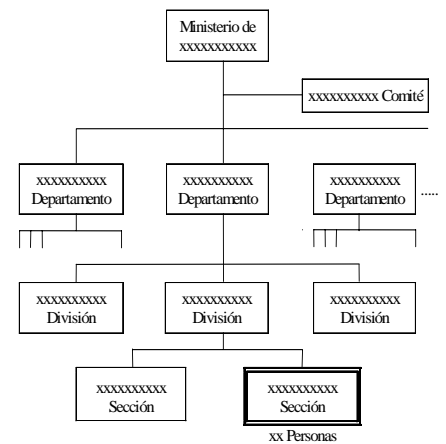 Ministerio de
xxxxxxxxxxx
xxxxxxxxxx Comité
xxxxxxxxxx
Departamento
xxxxxxxxxx
Departamento
xxxxxxxxxx
Departamento
.....
xxxxxxxxxx
División
xxxxxxxxxx
División
xxxxxxxxxx
División
xxxxxxxxxx
Sección
xxxxxxxxxx
Sección
xx Personas